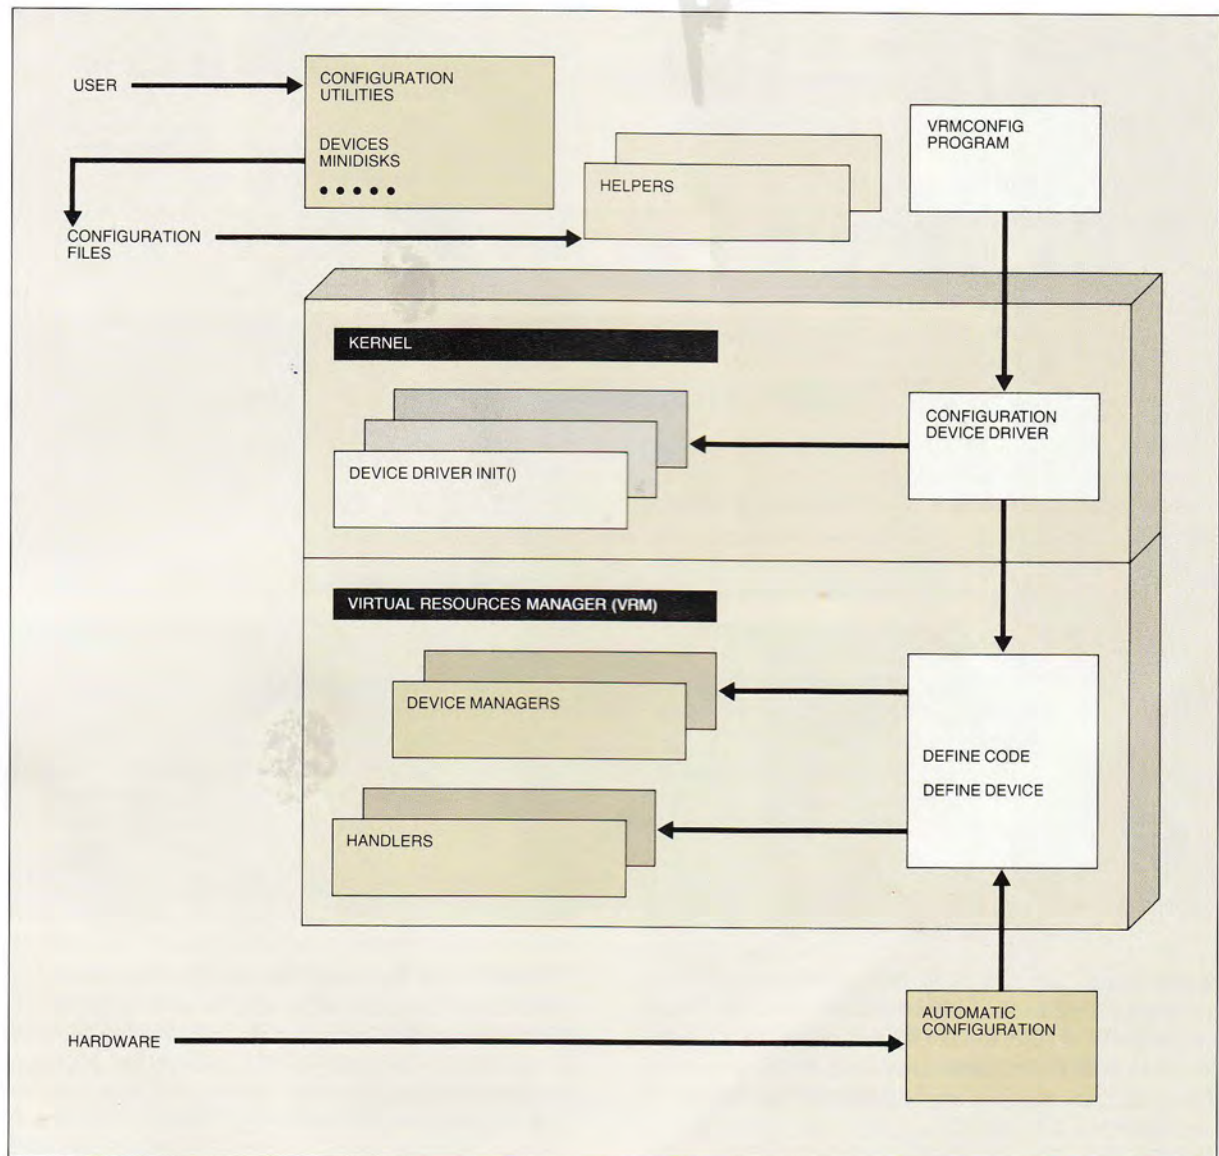 USER
CONFIGURATION
UTILITIES
DEVICES
MINIDISKS
CONFIGURATION
FILES
HELPERS
VRMCONFIG
PROGRAM
KERNEL
DEVICE DRIVER INIT()
CONFIGURATION
DEVICE DRIVER
VIRTUAL RESOURCES MANAGER (VRM)
DEVICE MANAGERS
HANDLERS
DEFINE CODE
DEFINE DEVICE
HARDWARE
AUTOMATIC
CONFIGURATION